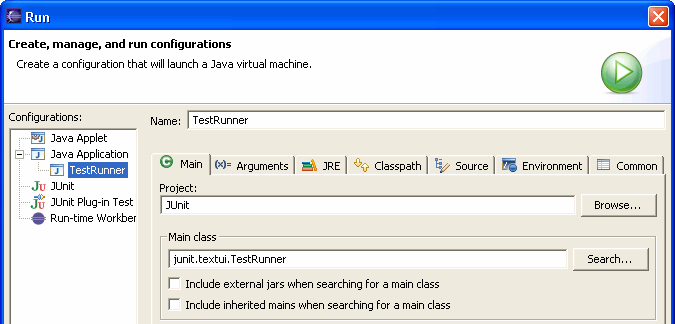 Run
Create, manage, and run configurations
Create a configuration that will launch a Java virtual machine.
Configurations:
Java Applet
Java Application
TestRunner
JUnit
JUnit Plug-in Test
Run-time Workber
Name: TestRunner
Main (x)= Arguments JRE Classpath Source Environment Common
Project:
JUnit Browse...
Main class
junit.textui.TestRunner Search...
Include external jars when searching for a main class
Include inherited mains when searching for a main class